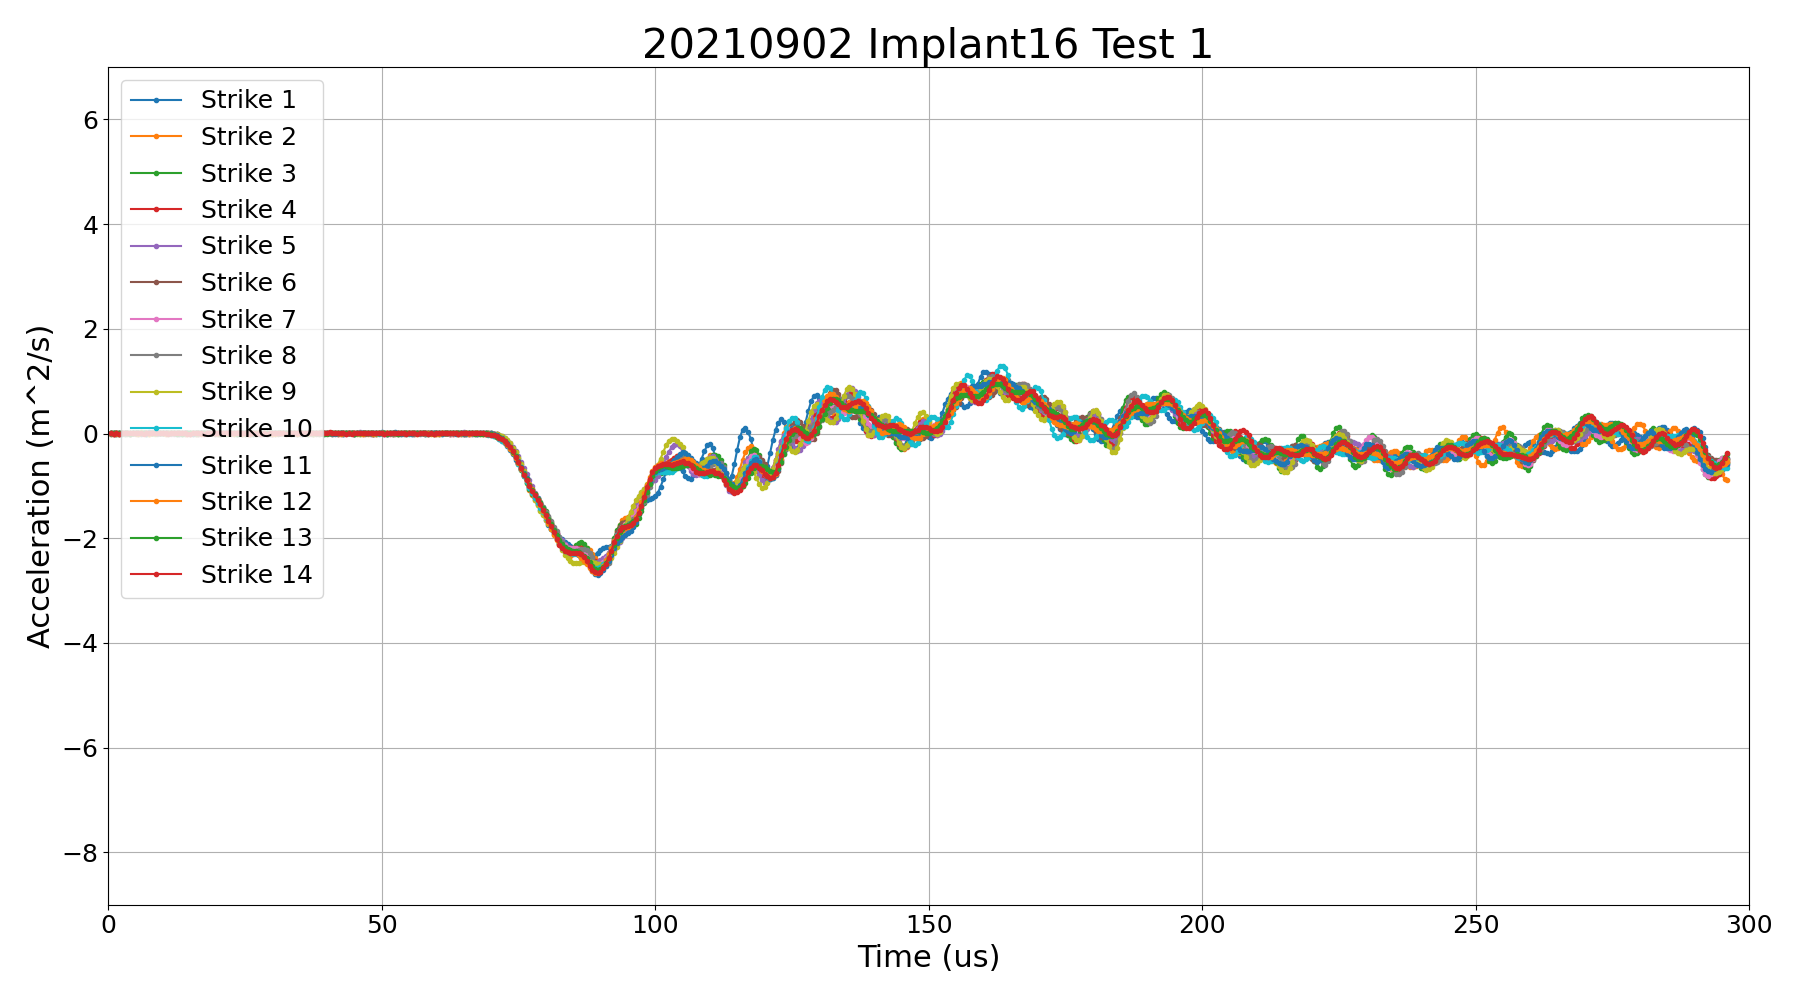 20210902 Implant16 Test 1
Strike 1
Strike 2
Strike 3
Strike 4
Strike 5
Strike 6
Strike 7
Strike 8
Strike 9
Strike 10
Strike 11
Strike 12
Strike 13
Strike 14
6
4
2
0
−2
−4
−6
−8
Acceleration (m^2/s)
0 50 100 150 200 250 300
Time (us)